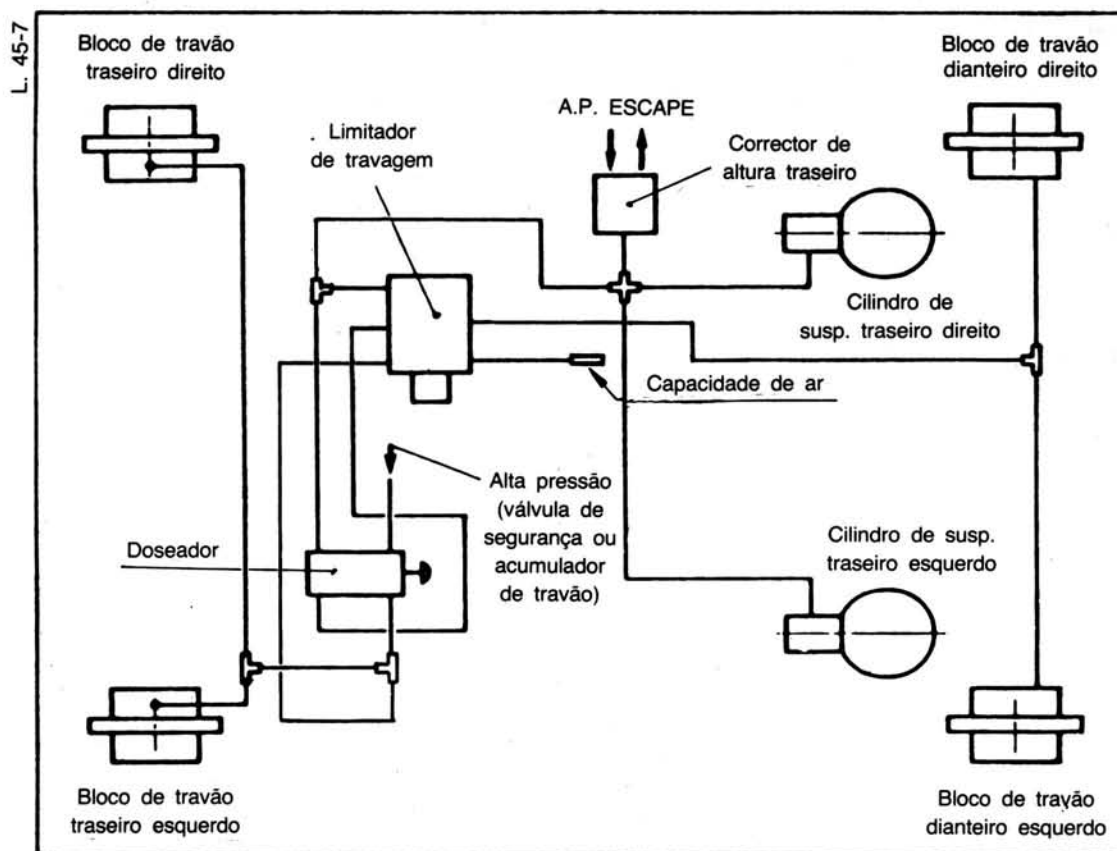 L. 45-7
Bloco de travão
traseiro direito
Limitador
de travagem
A.P. ESCAPE
Corrector de
altura traseiro
Bloco de travão
dianteiro direito
Cilindro de
susp. traseiro direito
Capacidade de ar
Alta pressão
(válvula de
segurança ou
acumulador
de travão)
Doseador
Cilindro de susp.
traseiro esquerdo
Bloco de travão
traseiro esquerdo
Bloco de travão
dianteiro esquerdo